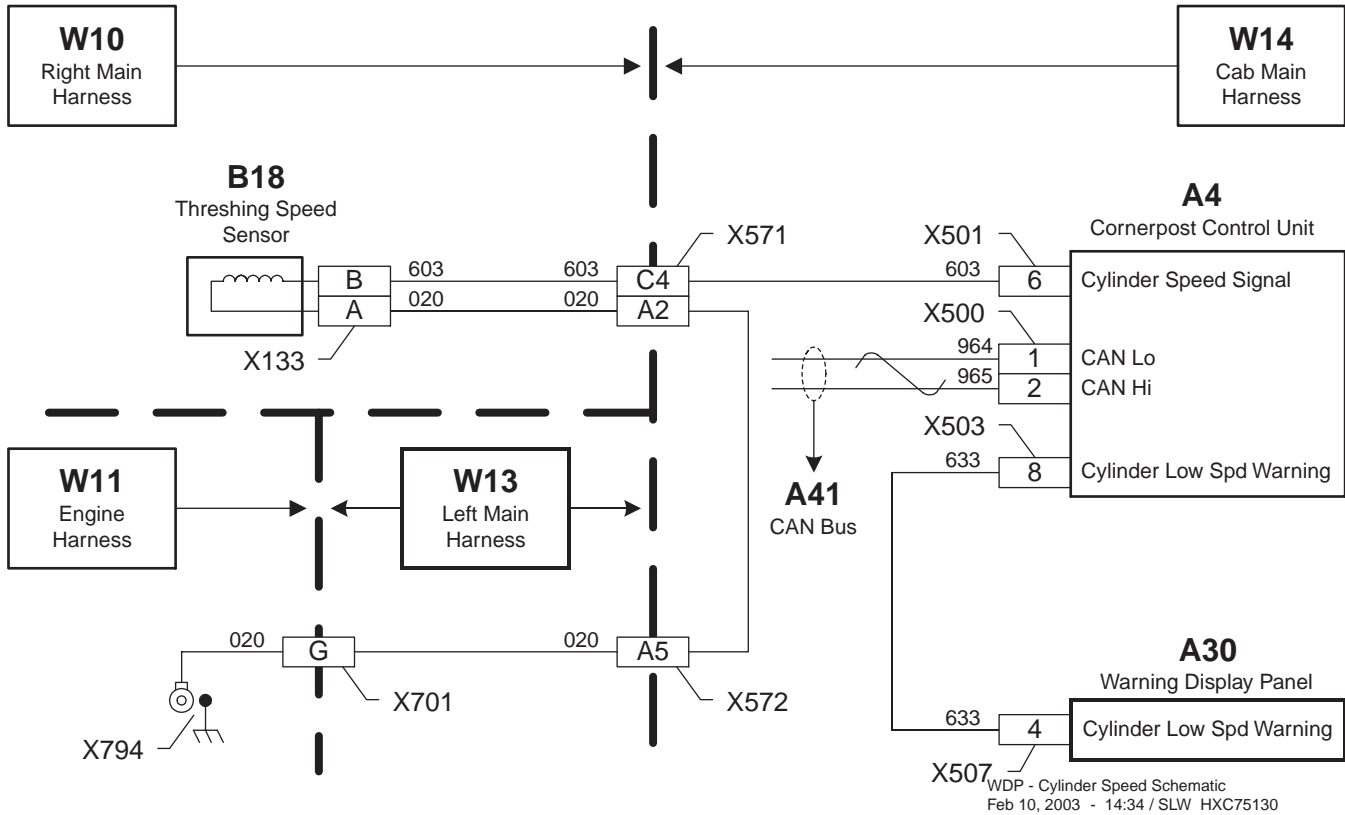 W10
Right Main
Harness
W14
Cab Main
Harness
B18
Threshing Speed
Sensor
A4
Cornerpost Control Unit
X571
X501
B
603
603
C4
603
6
Cylinder Speed Signal
A
020
020
A2
X133
X500
964
1
CAN Lo
965
2
CAN Hi
X503
633
8
Cylinder Low Spd Warning
A41
CAN Bus
W11
Engine
Harness
W13
Left Main
Harness
020
G
020
A5
X701
X572
X794
A30
Warning Display Panel
633
4
Cylinder Low Spd Warning
X507
WDP - Cylinder Speed Schematic
Feb 10, 2003 - 14:34 / SLW HXC75130